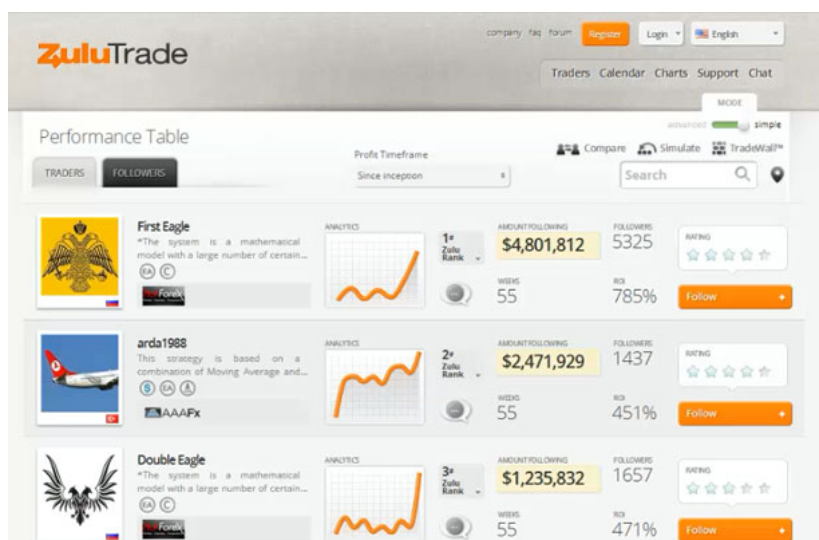 company faq forum Register Login English
ZuluTrade
Traders Calendar Charts Support Chat
MODE
advanced simple
Performance Table
Profit Timeframe
Compare Simulate TradeWall™
TRADERS FOLLOWERS
Since inception
Search
First Eagle
*The system is a mathematical
model with a large number of certain...
EA C
Forex
ANALYTICS
1st
Zulu
Rank
AMOUNT FOLLOWING
$4,801,812
FOLLOWERS
5325
WEEKS
55
ROI
785%
RATING
Follow +
arda1988
This strategy is based on a
combination of Moving Average and...
S EA
AAAFx
ANALYTICS
2nd
Zulu
Rank
AMOUNT FOLLOWING
$2,471,929
FOLLOWERS
1437
WEEKS
55
ROI
451%
RATING
Follow +
Double Eagle
*The system is a mathematical
model with a large number of certain...
EA C
Forex
ANALYTICS
3rd
Zulu
Rank
AMOUNT FOLLOWING
$1,235,832
FOLLOWERS
1657
WEEKS
55
ROI
471%
RATING
Follow +